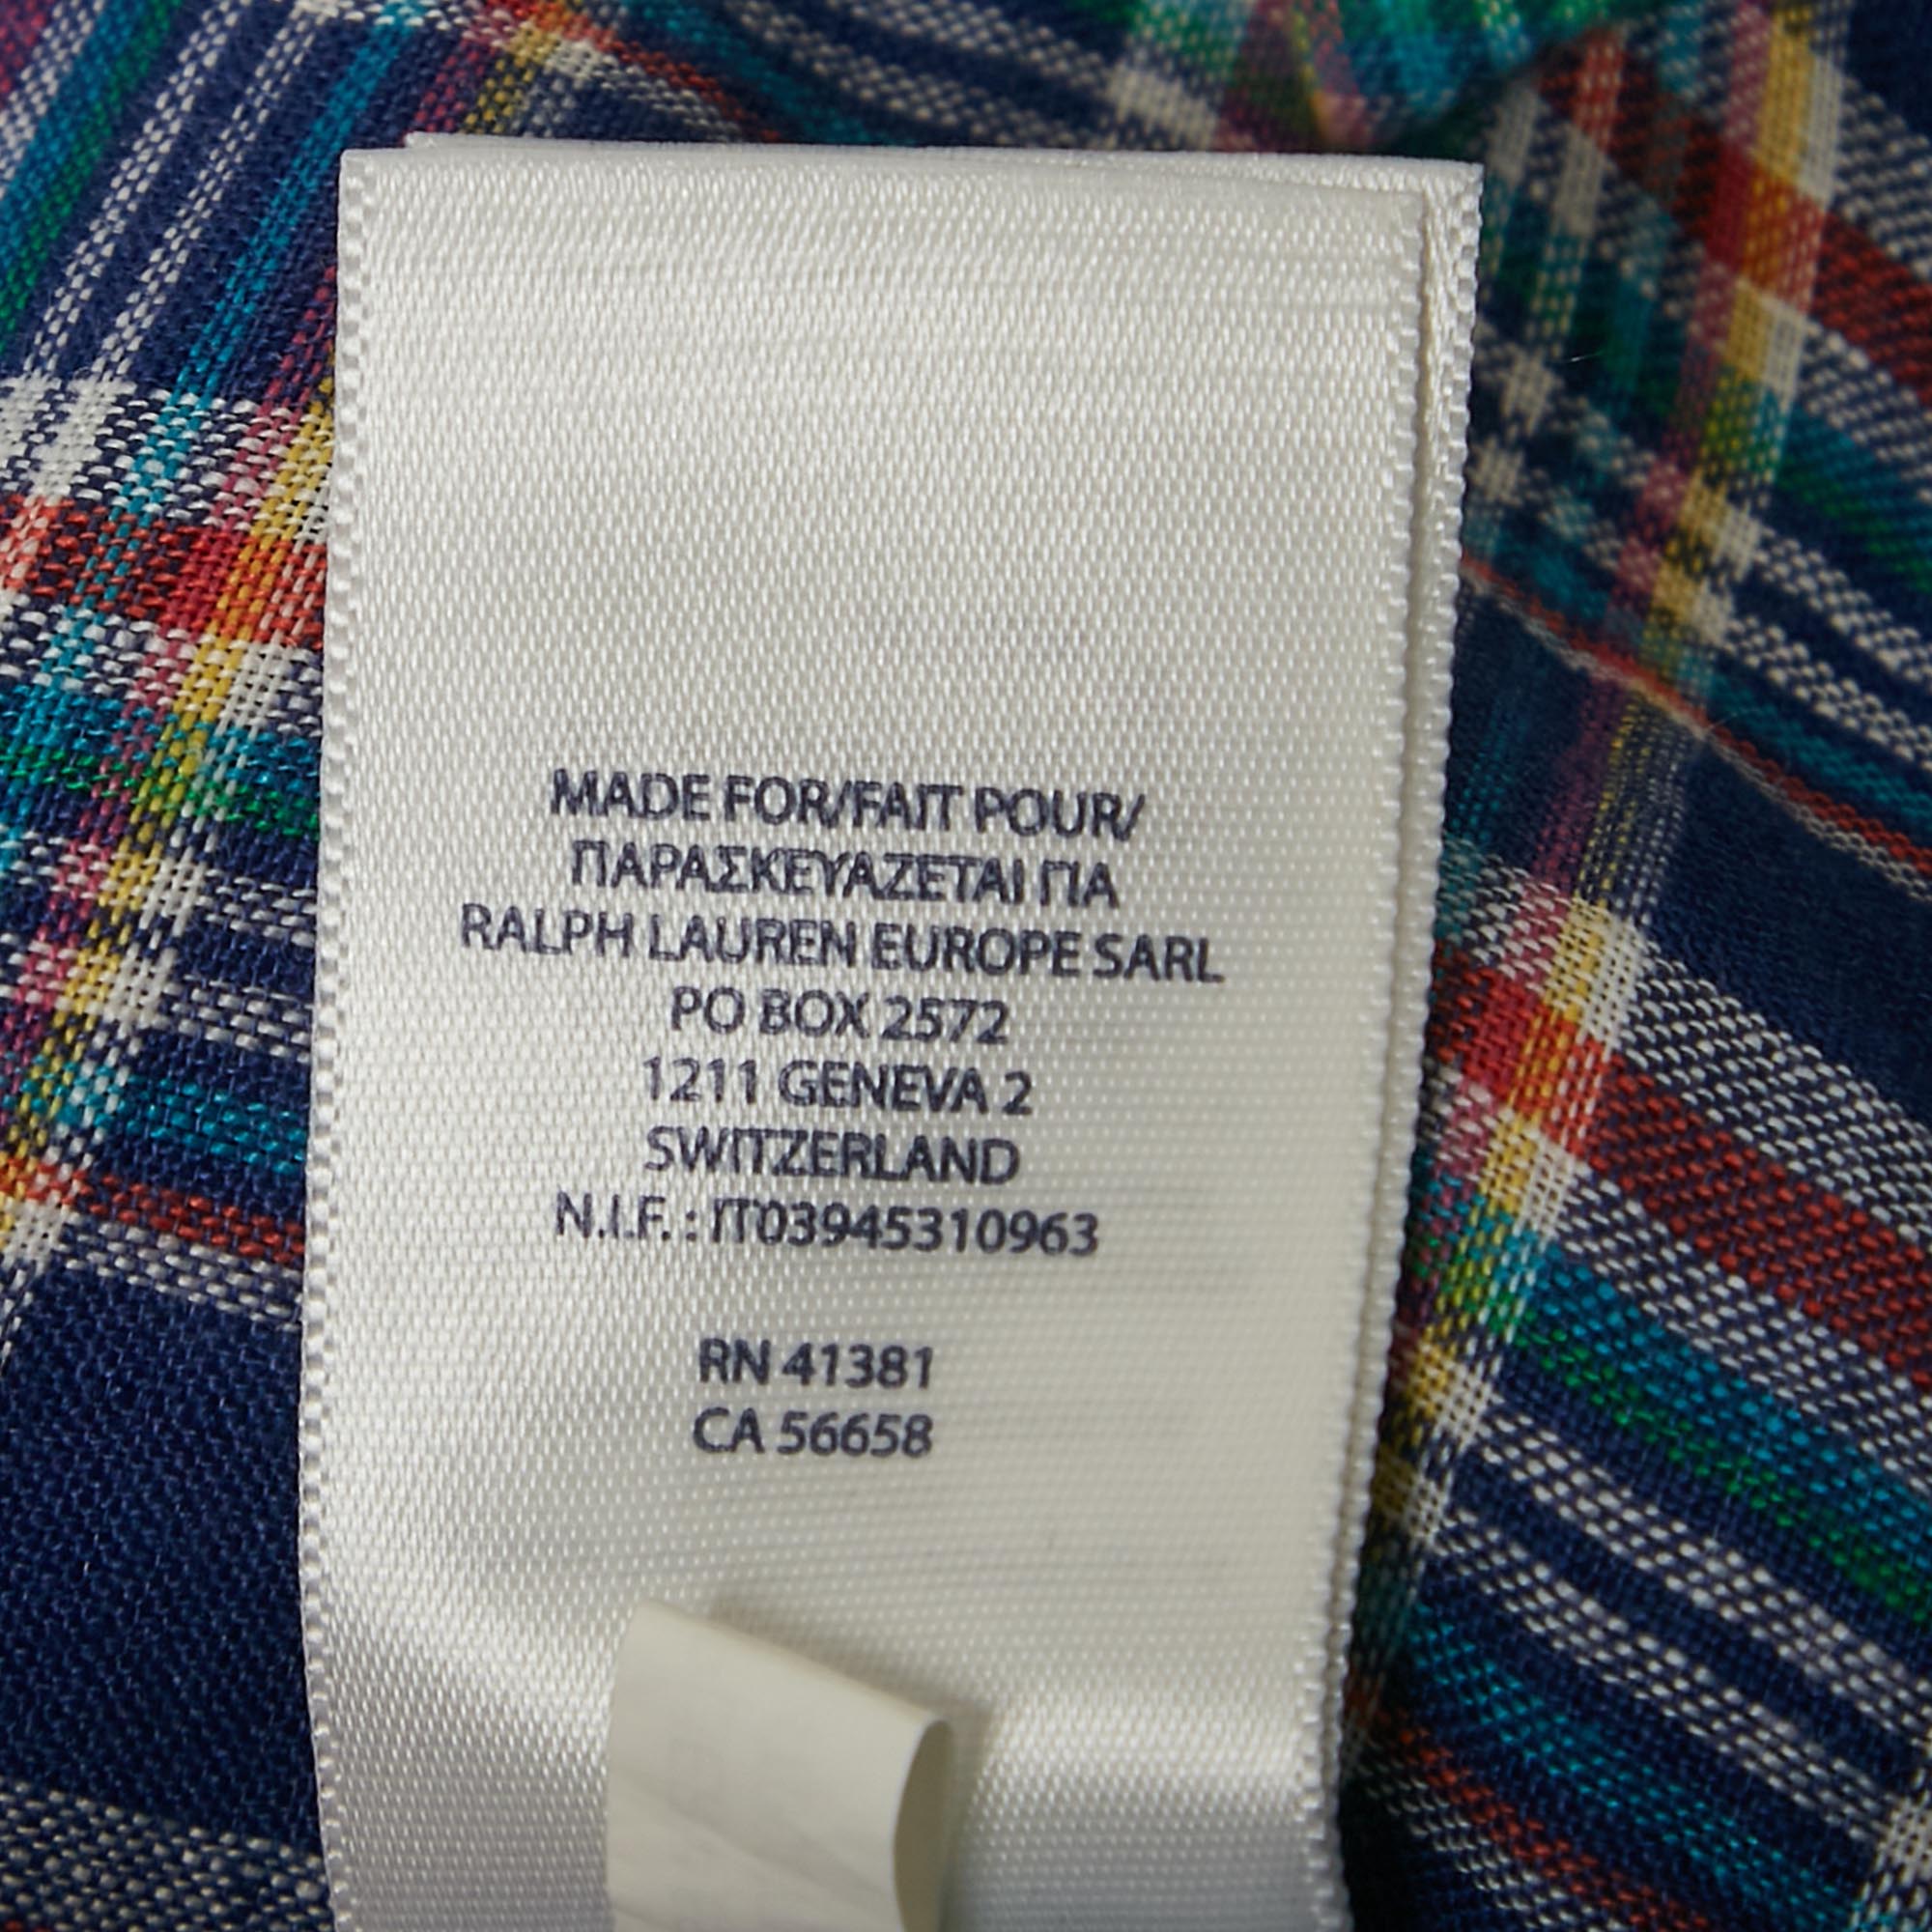 MADE FOR/FAIT POUR/
ΠΑΡΑΣΚΕΥΑΖΕΤΑΙ ΓΙΑ
RALPH LAUREN EUROPE SARL
PO BOX 2572
1211 GENEVA 2
SWITZERLAND
N.I.F. : IT03945310963
RN 41381
CA 56658